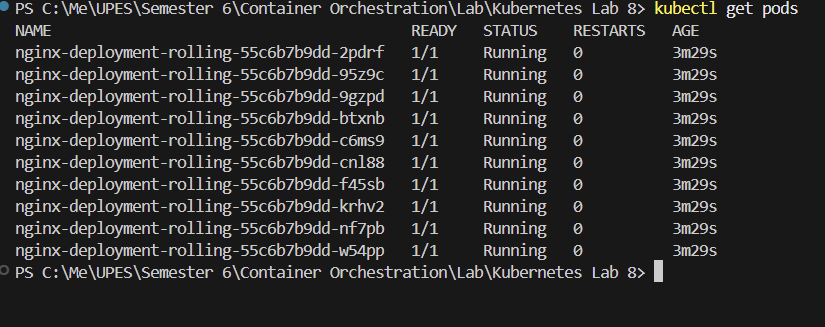 PS C:\Me\UPES\Semester 6\Container Orchestration\Lab\Kubernetes Lab 8> kubectl get pods
NAME READY STATUS RESTARTS AGE
nginx-deployment-rolling-55c6b7b9dd-2pdrf 1/1 Running 0 3m29s
nginx-deployment-rolling-55c6b7b9dd-95z9c 1/1 Running 0 3m29s
nginx-deployment-rolling-55c6b7b9dd-9gzpd 1/1 Running 0 3m29s
nginx-deployment-rolling-55c6b7b9dd-btxnb 1/1 Running 0 3m29s
nginx-deployment-rolling-55c6b7b9dd-c6ms9 1/1 Running 0 3m29s
nginx-deployment-rolling-55c6b7b9dd-cnl88 1/1 Running 0 3m29s
nginx-deployment-rolling-55c6b7b9dd-f45sb 1/1 Running 0 3m29s
nginx-deployment-rolling-55c6b7b9dd-krhv2 1/1 Running 0 3m29s
nginx-deployment-rolling-55c6b7b9dd-nf7pb 1/1 Running 0 3m29s
nginx-deployment-rolling-55c6b7b9dd-w54pp 1/1 Running 0 3m29s
PS C:\Me\UPES\Semester 6\Container Orchestration\Lab\Kubernetes Lab 8>